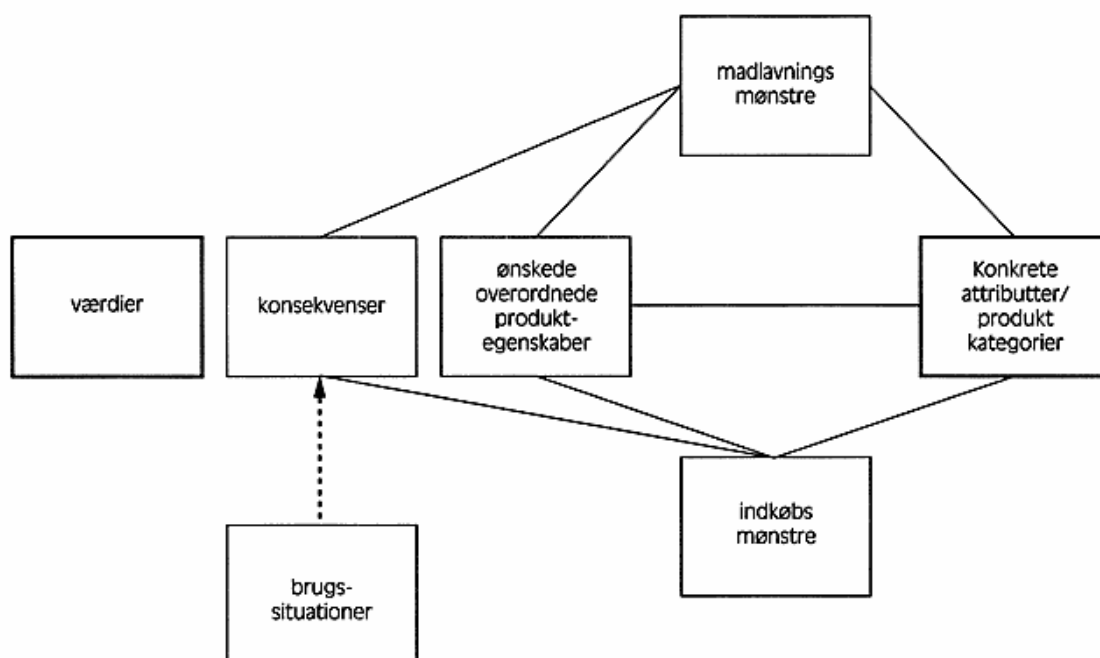 madlavnings
mønstre
værdier
konsekvenser
ønskede
overordnede
produkt-
egenskaber
Konkrete
attributter/
produkt
kategorier
indkøbs
mønstre
brugs-
situationer